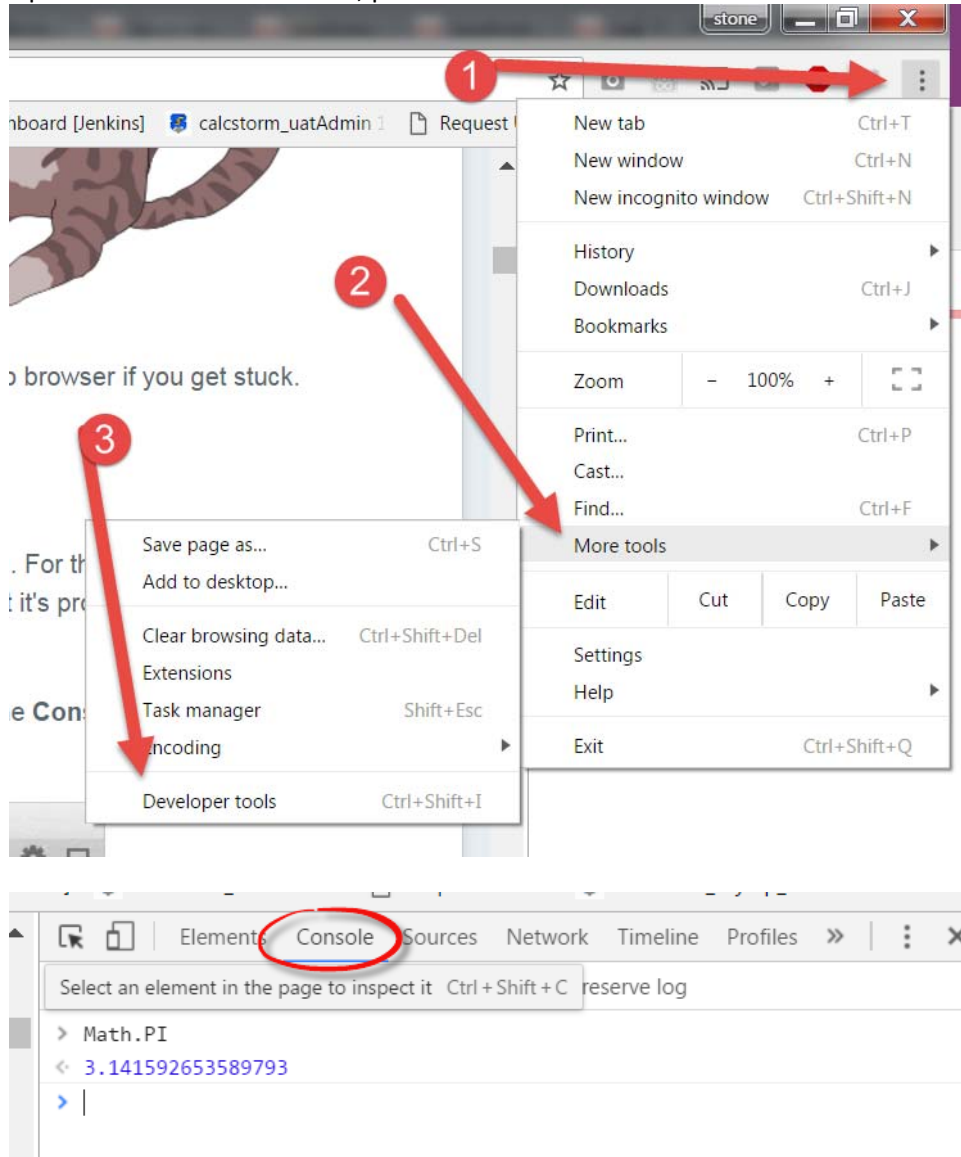 stone
1
nboard [Jenkins] calcstorm_uatAdmin Request
New tab Ctrl+T
New window Ctrl+N
New incognito window Ctrl+Shift+N
History
2
Downloads Ctrl+J
Bookmarks
browser if you get stuck.
Zoom - 100% +
3
Print... Ctrl+P
Cast...
Find... Ctrl+F
More tools
Save page as... Ctrl+S
. For th
Add to desktop...
t it's pro
Edit Cut Copy Paste
Clear browsing data... Ctrl+Shift+Del
Settings
Extensions
Help
e Cons
Task manager Shift+Esc
Encoding
Exit Ctrl+Shift+Q
Developer tools Ctrl+Shift+I
Elements Console Sources Network Timeline Profiles »
Select an element in the page to inspect it Ctrl + Shift + C reserve log
> Math.PI
3.141592653589793
>